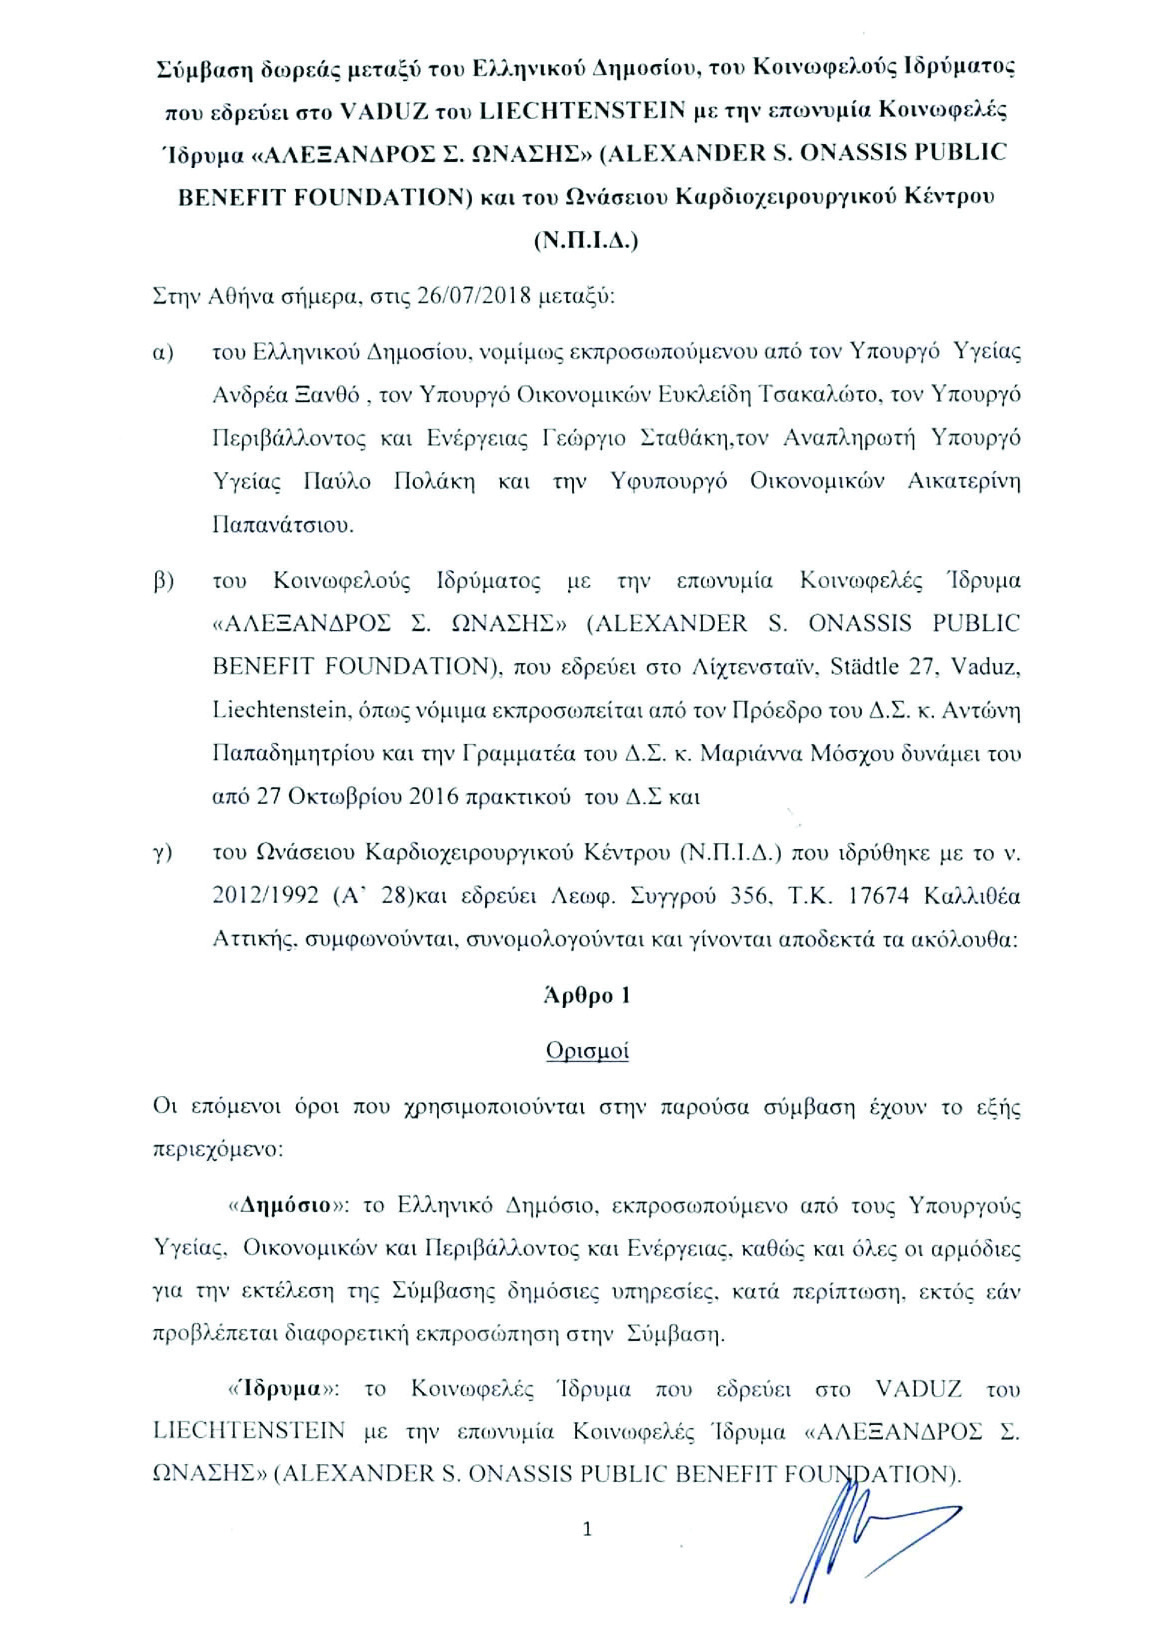 Σύμβαση δωρεάς μεταξύ του Ελληνικού Δημοσίου, του Κοινωφελούς Ιδρύματος
που εδρεύει στο VADUZ του LIECHTENSTEIN με την επωνυμία Κοινωφελές
Ίδρυμα «ΑΛΕΞΑΝΔΡΟΣ Σ. ΩΝΑΣΗΣ» (ALEXANDER S. ONASSIS PUBLIC
BENEFIT FOUNDATION) και του Ωνάσειου Καρδιοχειρουργικού Κέντρου
(Ν.Π.Ι.Δ.)
Στην Αθήνα σήμερα, στις 26/07/2018 μεταξύ:
α) του Ελληνικού Δημοσίου, νομίμως εκπροσωπούμενου από τον Υπουργό Υγείας
Ανδρέα Ξανθό , τον Υπουργό Οικονομικών Ευκλείδη Τσακαλώτο, τον Υπουργό
Περιβάλλοντος και Ενέργειας Γεώργιο Σταθάκη,τον Αναπληρωτή Υπουργό
Υγείας Παύλο Πολάκη και την Υφυπουργό Οικονομικών Αικατερίνη
Παπανάτσιου.
β) του Κοινωφελούς Ιδρύματος με την επωνυμία Κοινωφελές Ίδρυμα
«ΑΛΕΞΑΝΔΡΟΣ Σ. ΩΝΑΣΗΣ» (ALEXANDER S. ONASSIS PUBLIC
BENEFIT FOUNDATION), που εδρεύει στο Λίχτενσταϊν, Städtle 27, Vaduz,
Liechtenstein, όπως νόμιμα εκπροσωπείται από τον Πρόεδρο του Δ.Σ. κ. Αντώνη
Παπαδημητρίου και την Γραμματέα του Δ.Σ. κ. Μαριάννα Μόσχου δυνάμει του
από 27 Οκτωβρίου 2016 πρακτικού του Δ.Σ και
γ) του Ωνάσειου Καρδιοχειρουργικού Κέντρου (Ν.Π.Ι.Δ.) που ιδρύθηκε με το ν.
2012/1992 (Α` 28)και εδρεύει Λεωφ. Συγγρού 356, Τ.Κ. 17674 Καλλιθέα
Αττικής, συμφωνούνται, συνομολογούνται και γίνονται αποδεκτά τα ακόλουθα:
Άρθρο 1
Ορισμοί
Οι επόμενοι όροι που χρησιμοποιούνται στην παρούσα σύμβαση έχουν το εξής
περιεχόμενο:
«Δημόσιο»: το Ελληνικό Δημόσιο, εκπροσωπούμενο από τους Υπουργούς
Υγείας, Οικονομικών και Περιβάλλοντος και Ενέργειας, καθώς και όλες οι αρμόδιες
για την εκτέλεση της Σύμβασης δημόσιες υπηρεσίες, κατά περίπτωση, εκτός εάν
προβλέπεται διαφορετική εκπροσώπηση στην Σύμβαση.
«Ίδρυμα»: το Κοινωφελές Ίδρυμα που εδρεύει στο VADUZ του
LIECHTENSTEIN με την επωνυμία Κοινωφελές Ίδρυμα «ΑΛΕΞΑΝΔΡΟΣ Σ.
ΩΝΑΣΗΣ» (ALEXANDER S. ONASSIS PUBLIC BENEFIT FOUNDATION).
1